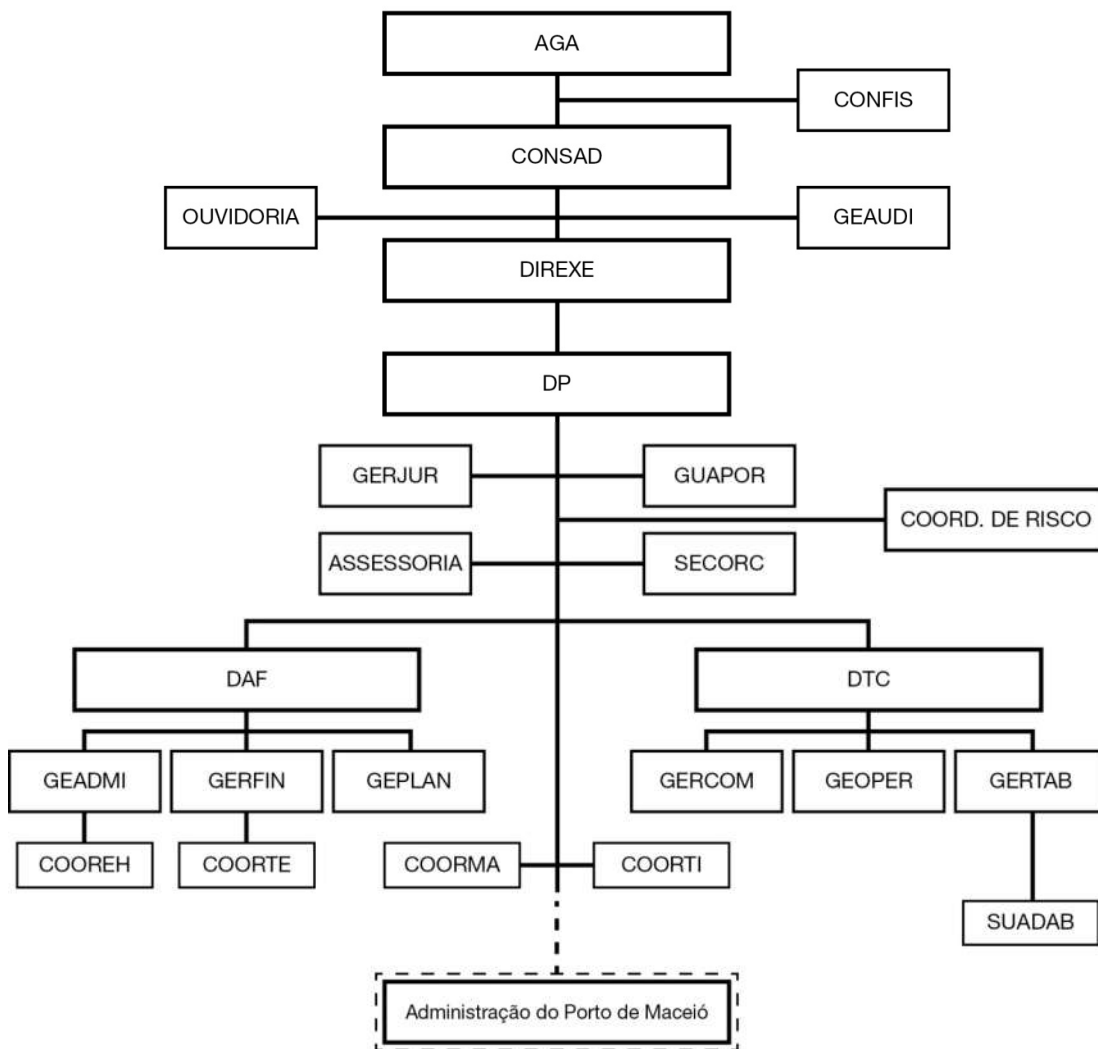 AGA
CONFIS
CONSAD
OUVIDORIA
GEAUDI
DIREXE
DP
GERJUR
GUAPOR
COORD. DE RISCO
ASSESSORIA
SECORC
DAF
DTC
GEADMI
GERFIN
GEPLAN
GERCOM
GEOPER
GERTAB
COOREH
COORTE
COORMA
COORTI
SUADAB
Administração do Porto de Maceió